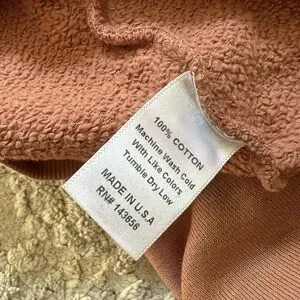 100% COTTON
Machine Wash Cold
With Like Colors
Tumble Dry Low
MADE IN U.S.A
RN# 143656